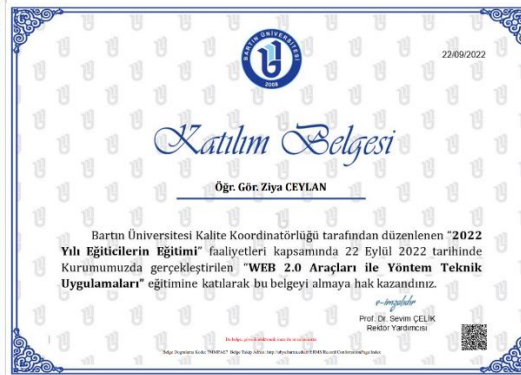 BARTIN ÜNİVERSİTESİ
2008
22/09/2022
Katılım Belgesi
Öğr. Gör. Ziya CEYLAN
Bartın Üniversitesi Kalite Koordinatörlüğü tarafından düzenlenen "2022
Yılı Eğiticilerin Eğitimi" faaliyetleri kapsamında 22 Eylül 2022 tarihinde
Kurumumuzda gerçekleştirilen "WEB 2.0 Araçları ile Yöntem Teknik
Uygulamaları" eğitimine katılarak bu belgeyi almaya hak kazandınız.
e-imzalıdır
Prof. Dr. Sevim ÇELİK
Rektör Yardımcısı